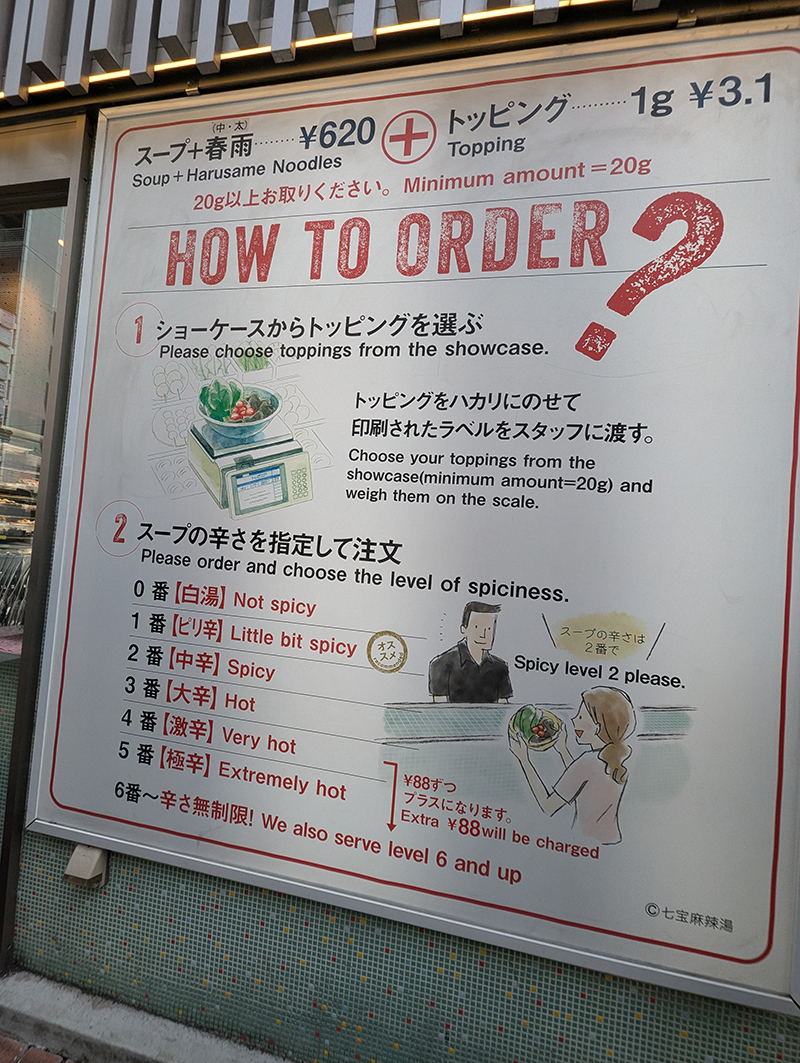 (中・太)
スープ+春雨………¥620
Soup+Harusame Noodles
トッピング…………1g ¥3.1
Topping
20g以上お取りください。 Minimum amount=20g
HOW TO ORDER?
1 ショーケースからトッピングを選ぶ
Please choose toppings from the showcase.
トッピングをハカリにのせて
印刷されたラベルをスタッフに渡す。
Choose your toppings from the
showcase(minimum amount=20g) and
weigh them on the scale.
2 スープの辛さを指定して注文
Please order and choose the level of spiciness.
0 番【白湯】Not spicy
1 番【ピリ辛】Little bit spicy
オス
スメ
recommended
2 番【中辛】Spicy
3 番【大辛】Hot
4 番【激辛】Very hot
5 番【極辛】Extremely hot
6番〜辛さ無制限! We also serve level 6 and up
¥88ずつ
プラスになります。
Extra ¥88 will be charged
スープの辛さは
2番で
Spicy level 2 please.
©七宝麻辣湯